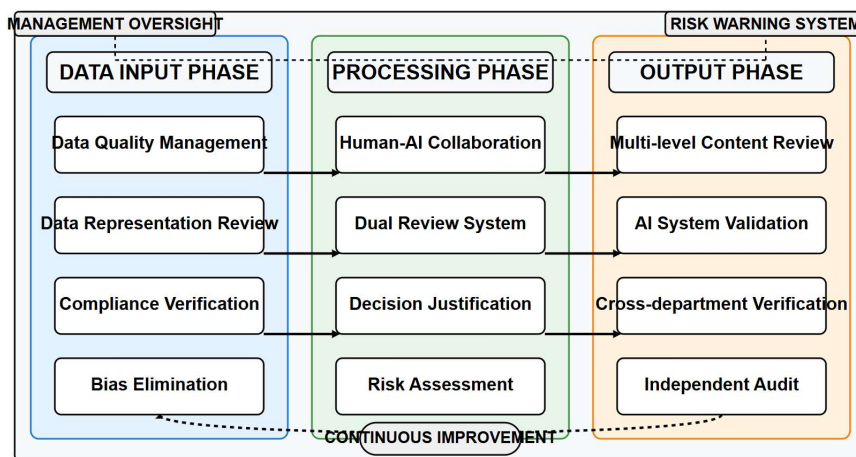 MANAGEMENT OVERSIGHT
RISK WARNING SYSTEM
DATA INPUT PHASE
PROCESSING PHASE
OUTPUT PHASE
Data Quality Management
Human-AI Collaboration
Multi-level Content Review
Data Representation Review
Dual Review System
AI System Validation
Compliance Verification
Decision Justification
Cross-department Verification
Bias Elimination
Risk Assessment
Independent Audit
CONTINUOUS IMPROVEMENT